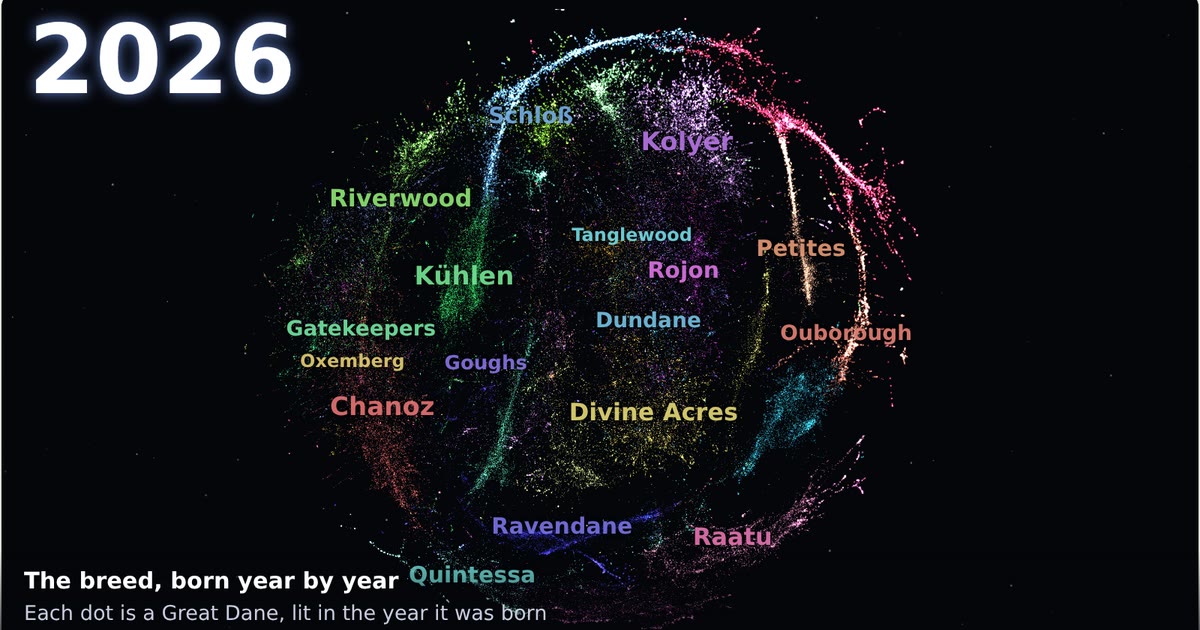 2026
Schloß
Kolyer
Riverwood
Tanglewood
Petites
Rojon
Kühlen
Dundane
Gatekeepers
Ouborough
Oxemberg
Goughs
Chanoz
Divine Acres
Ravendane
Raatu
Quintessa
The breed, born year by year
Each dot is a Great Dane, lit in the year it was born